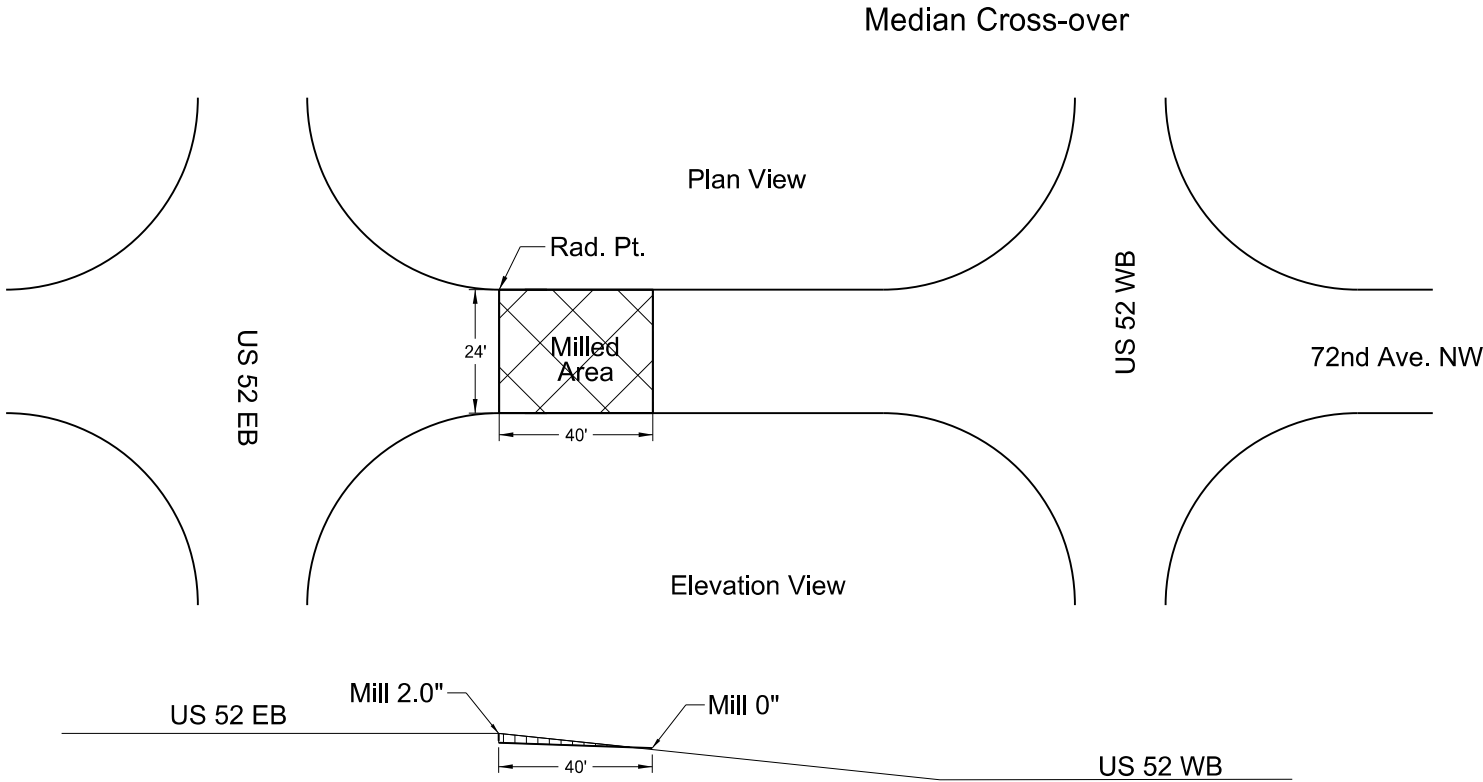 Median Cross-over
Plan View
Rad. Pt.
US 52 WB
US 52 EB
24'
Milled
Area
72nd Ave. NW
40'
Elevation View
Mill 2.0"
Mill 0"
US 52 EB
40'
US 52 WB